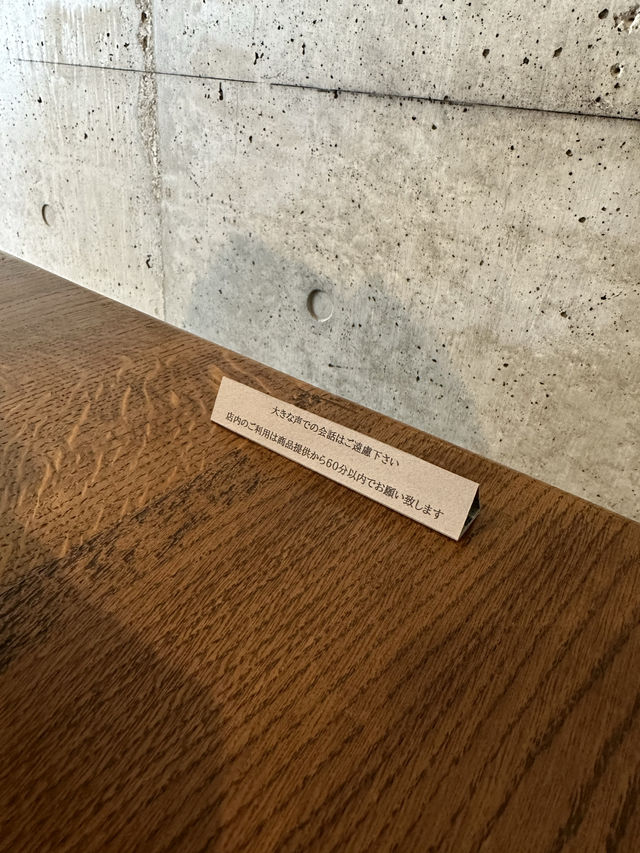 大きな声での会話はご遠慮下さい
店内のご利用は商品提供から60分以内でお願い致します